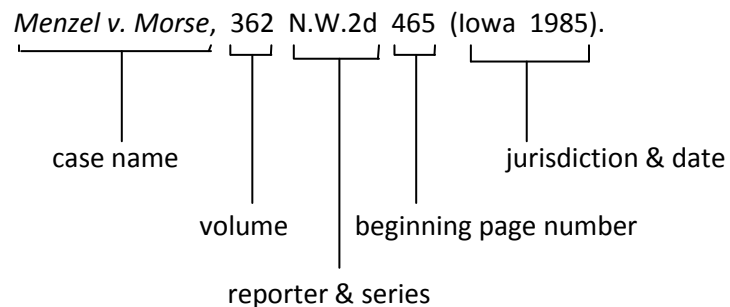 Menzel v. Morse, 362 N.W.2d 465 (Iowa 1985).
case name
jurisdiction & date
volume
beginning page number
reporter & series